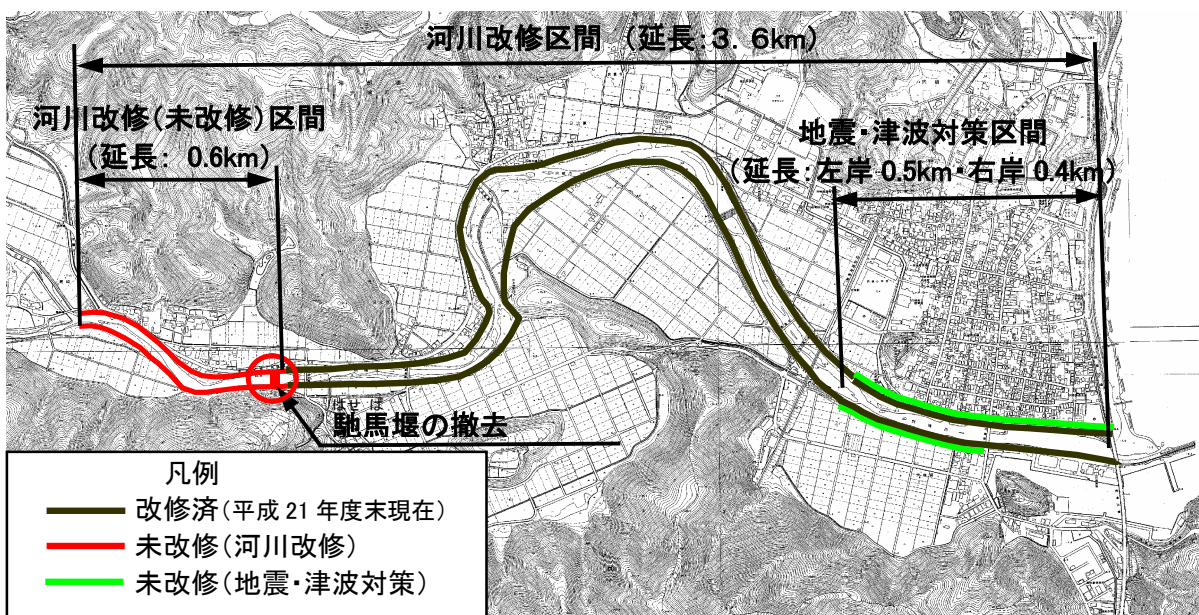 河川改修区間 (延長：3．6km)
河川改修(未改修)区間
(延長： 0.6km)
地震・津波対策区間
(延長：左岸 0.5km・右岸 0.4km)
はせば
馳馬堰の撤去
凡例
改修済(平成 21 年度末現在)
未改修(河川改修)
未改修(地震・津波対策)